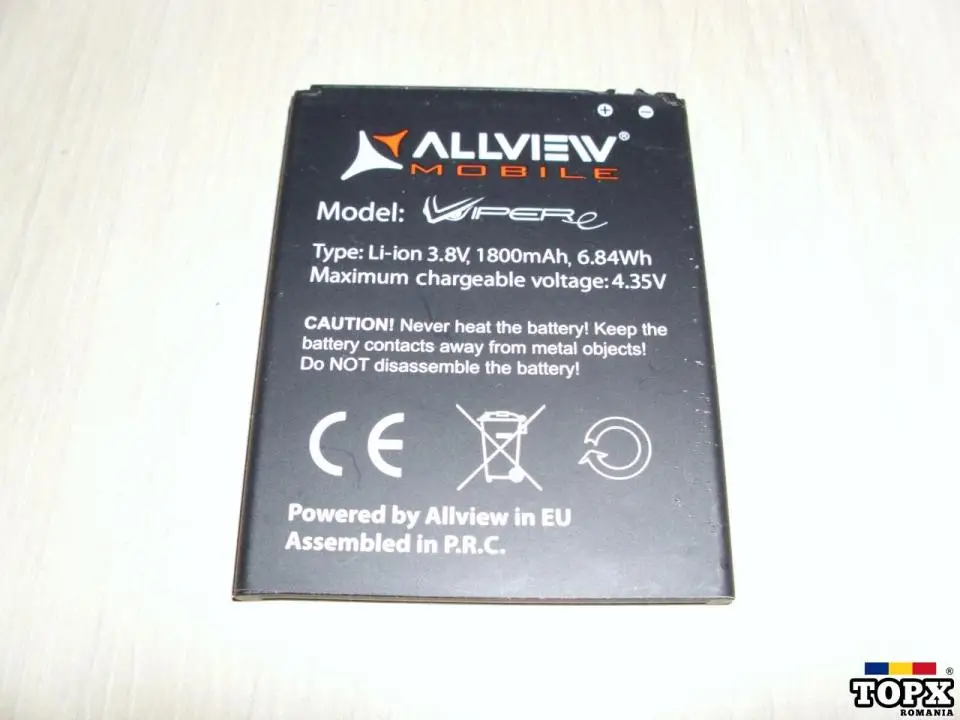 + -
ALLVIEW®
MOBILE
Model: VIPER e
Type: Li-ion 3.8V, 1800mAh, 6.84Wh
Maximum chargeable voltage: 4.35V
CAUTION! Never heat the battery! Keep the
battery contacts away from metal objects!
Do NOT disassemble the battery!
CE
Powered by Allview in EU
Assembled in P.R.C.
TOPX®
ROMANIA